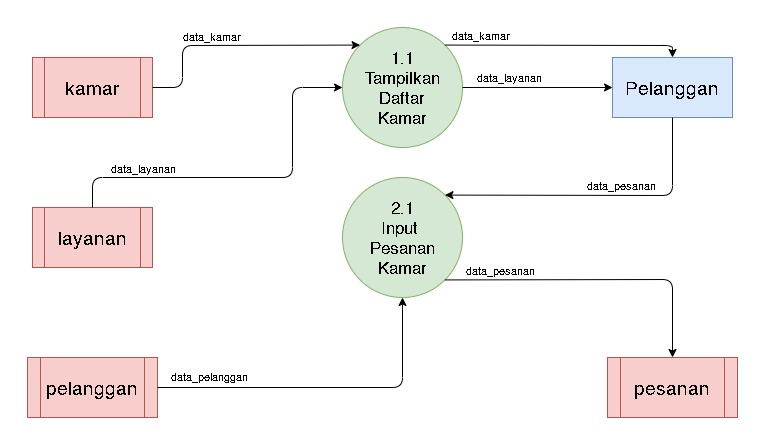 data_kamar
data_kamar
kamar
1.1
Tampilkan
Daftar
Kamar
data_layanan
Pelanggan
data_layanan
data_pesanan
layanan
2.1
Input
Pesanan
Kamar
data_pesanan
pelanggan
data_pelanggan
pesanan